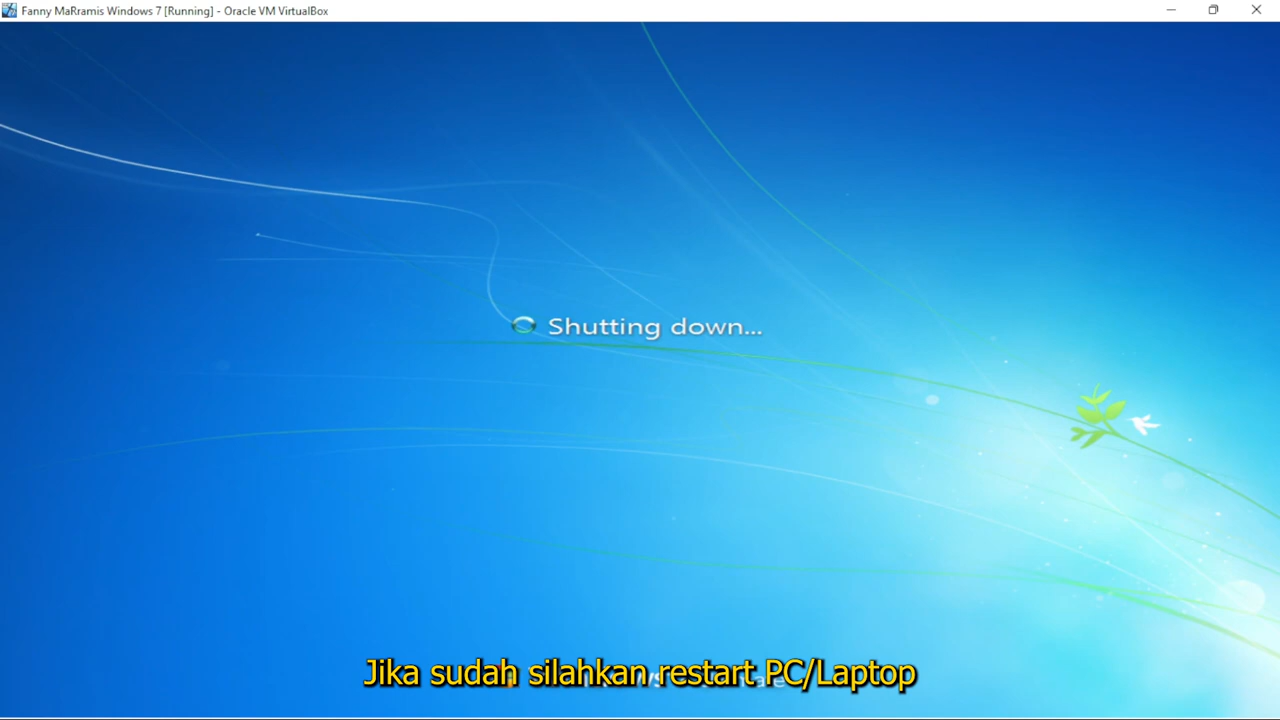 Fanny MaRramis Windows 7 [Running] - Oracle VM VirtualBox
Shutting down...
Jika sudah silahkan restart PC/Laptop